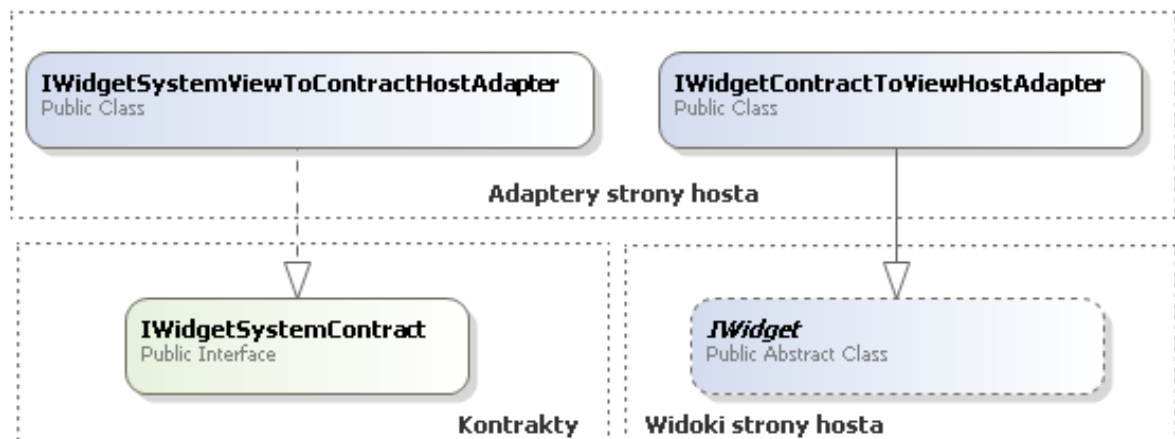 IWidgetSystemViewToContractHostAdapter
Public Class
IWidgetContractToViewHostAdapter
Public Class
Adaptery strony hosta
IWidgetSystemContract
Public Interface
IWidget
Public Abstract Class
Kontrakty
Widoki strony hosta